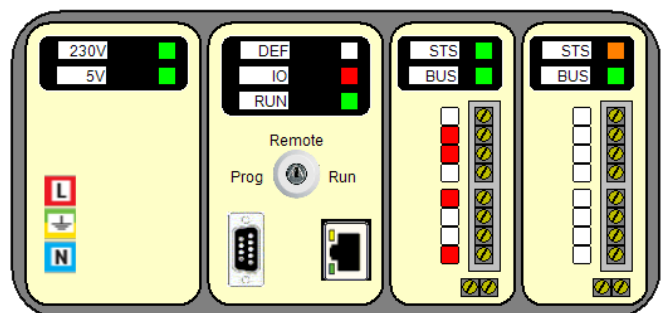 230V
5V
L
N
DEF
IO
RUN
Remote
Prog
Run
STS
BUS
STS
BUS